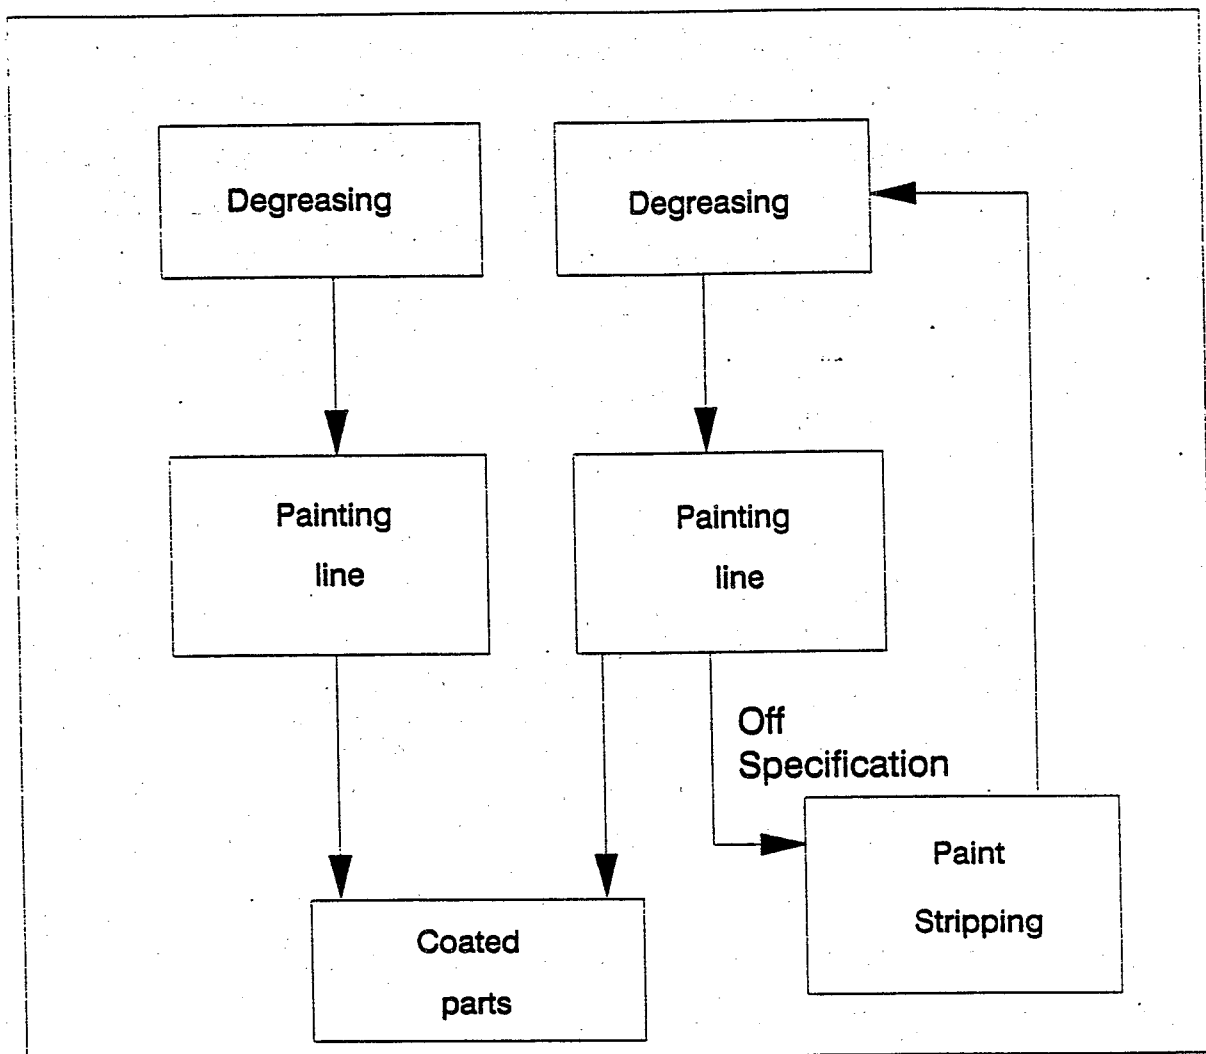 Degreasing
Degreasing
Painting
line
Painting
line
Off
Specification
Paint
Stripping
Coated
parts